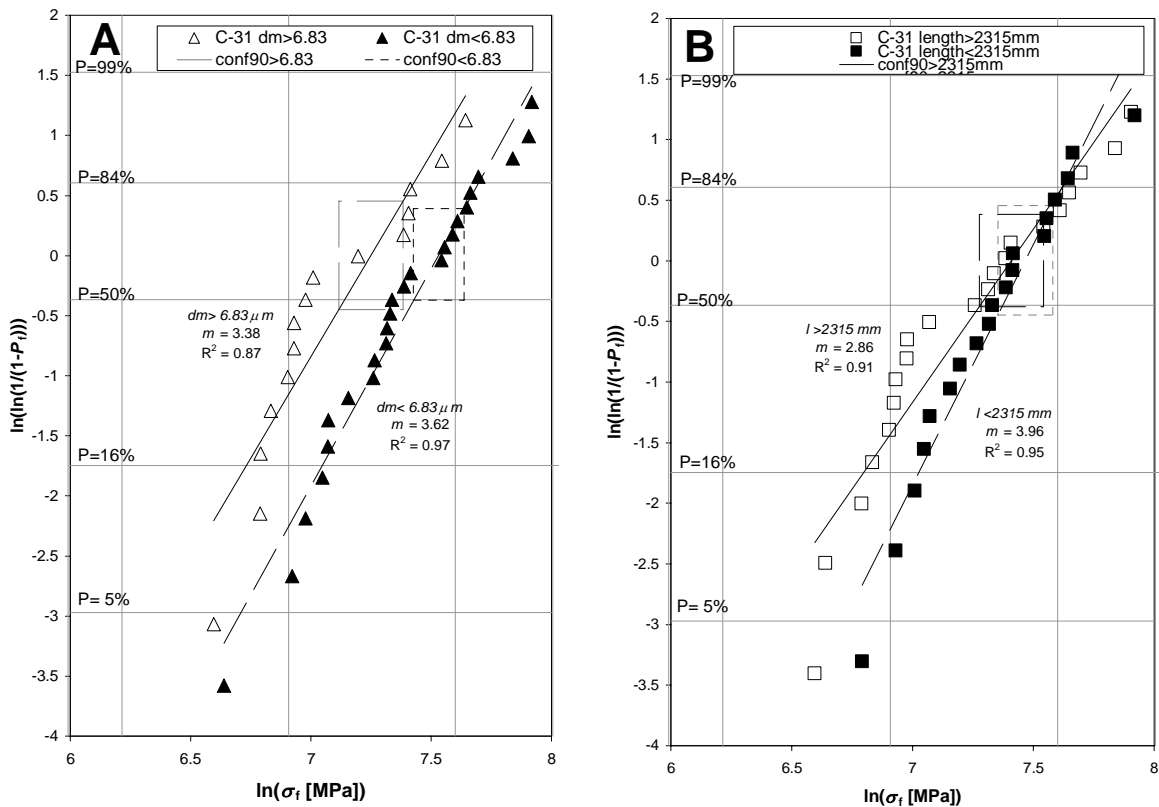 A
C-31 dm>6.83 C-31 dm<6.83
conf90>6.83 conf90<6.83
2
1.5
1
0.5
0
-0.5
-1
-1.5
-2
-2.5
-3
-3.5
-4
P=99%
P=84%
P=50%
P=16%
P= 5%
dm> 6.83 μm
m = 3.38
R² = 0.87
dm< 6.83 μm
m = 3.62
R² = 0.97
6 6.5 7 7.5 8
ln(σf [MPa])
ln(ln(1/(1-Pf)))
B
C-31 length>2315mm
C-31 length<2315mm
conf90>2315mm
2
1.5
1
0.5
0
-0.5
-1
-1.5
-2
-2.5
-3
-3.5
-4
P=99%
P=84%
P=50%
P=16%
P= 5%
l >2315 mm
m = 2.86
R² = 0.91
l <2315 mm
m = 3.96
R² = 0.95
6 6.5 7 7.5 8
ln(σf [MPa])
ln(ln(1/(1-Pf)))